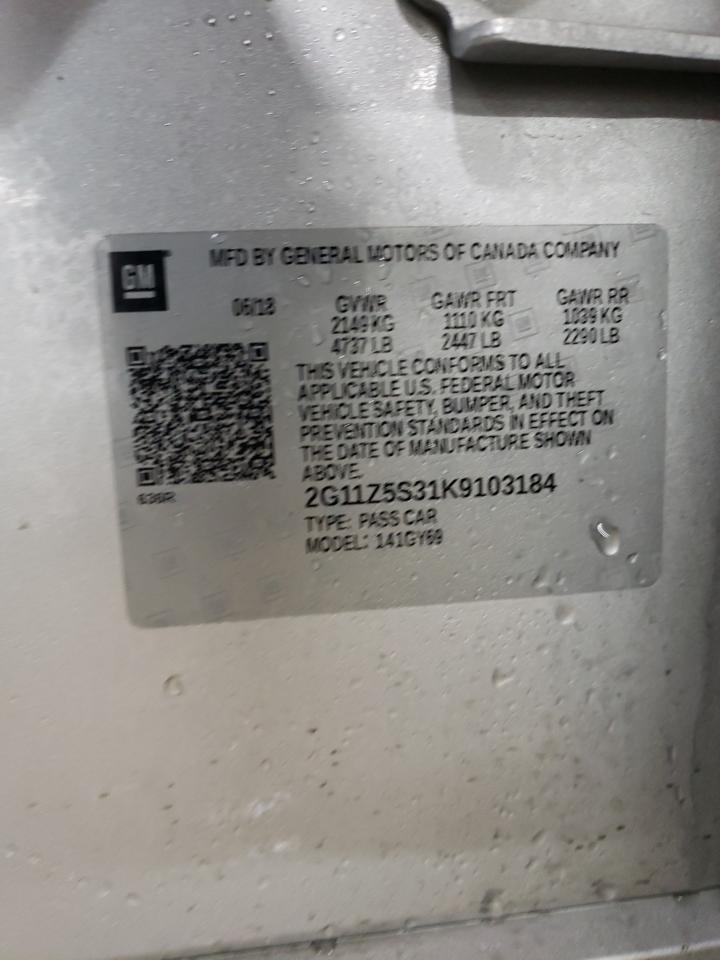 GM
MFD BY GENERAL MOTORS OF CANADA COMPANY
06/18 GVWR GAWR FRT GAWR RR
2149 KG 1110 KG 1039 KG
4737 LB 2447 LB 2290 LB
THIS VEHICLE CONFORMS TO ALL
APPLICABLE U.S. FEDERAL MOTOR
VEHICLE SAFETY, BUMPER, AND THEFT
PREVENTION STANDARDS IN EFFECT ON
THE DATE OF MANUFACTURE SHOWN
ABOVE.
636R
2G11Z5S31K9103184
TYPE: PASS CAR
MODEL: 141GY69